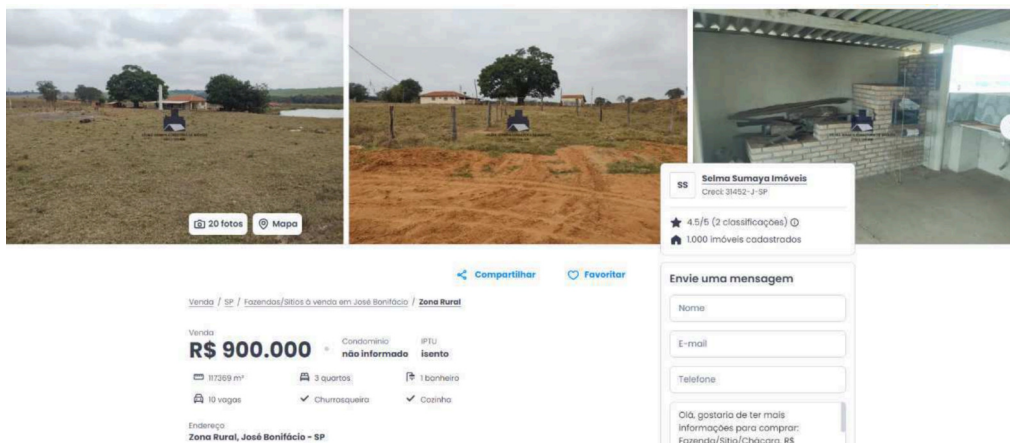 20 fotos
Mapa
SS
Selma Sumaya Imóveis
Creci: 31452-J-SP
4.5/5 (2 classificações)
1.000 imóveis cadastrados
Compartilhar
Favoritar
Venda / SP / Fazendas/Sítios à venda em José Bonifácio / Zona Rural
Envie uma mensagem
Nome
E-mail
Telefone
Olá, gostaria de ter mais
informações para comprar:
Fazenda/Sítio/Chácara, R$
Venda
R$ 900.000
Condomínio
não informado
IPTU
isento
117369 m²
3 quartos
1 banheiro
10 vagas
Churrasqueira
Cozinha
Endereço
Zona Rural, José Bonifácio - SP